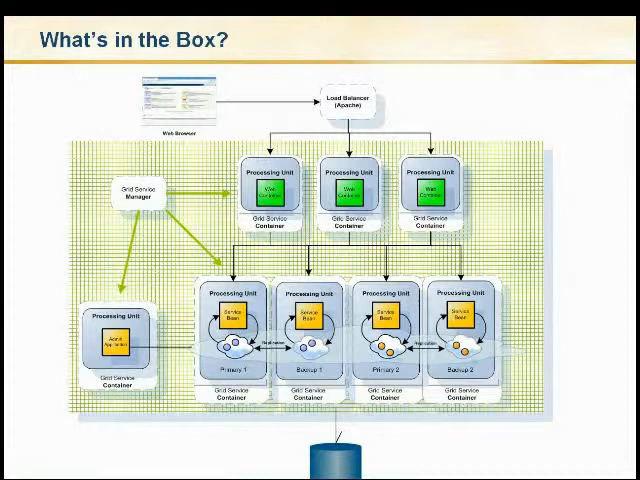 What's in the Box?
Load Balancer
(Apache)
Web Browser
Processing Unit
Processing Unit
Processing Unit
Web
Container
Web
Container
Web
Container
Grid Service
Manager
Grid Service
Container
Grid Service
Container
Grid Service
Container
Processing Unit
Processing Unit
Processing Unit
Processing Unit
Processing Unit
Service
Bean
Service
Bean
Service
Bean
Service
Bean
Admin
Application
Replication
Replication
Primary 1
Backup 1
Primary 2
Backup 2
Grid Service
Container
Grid Service
Container
Grid Service
Container
Grid Service
Container
Grid Service
Container